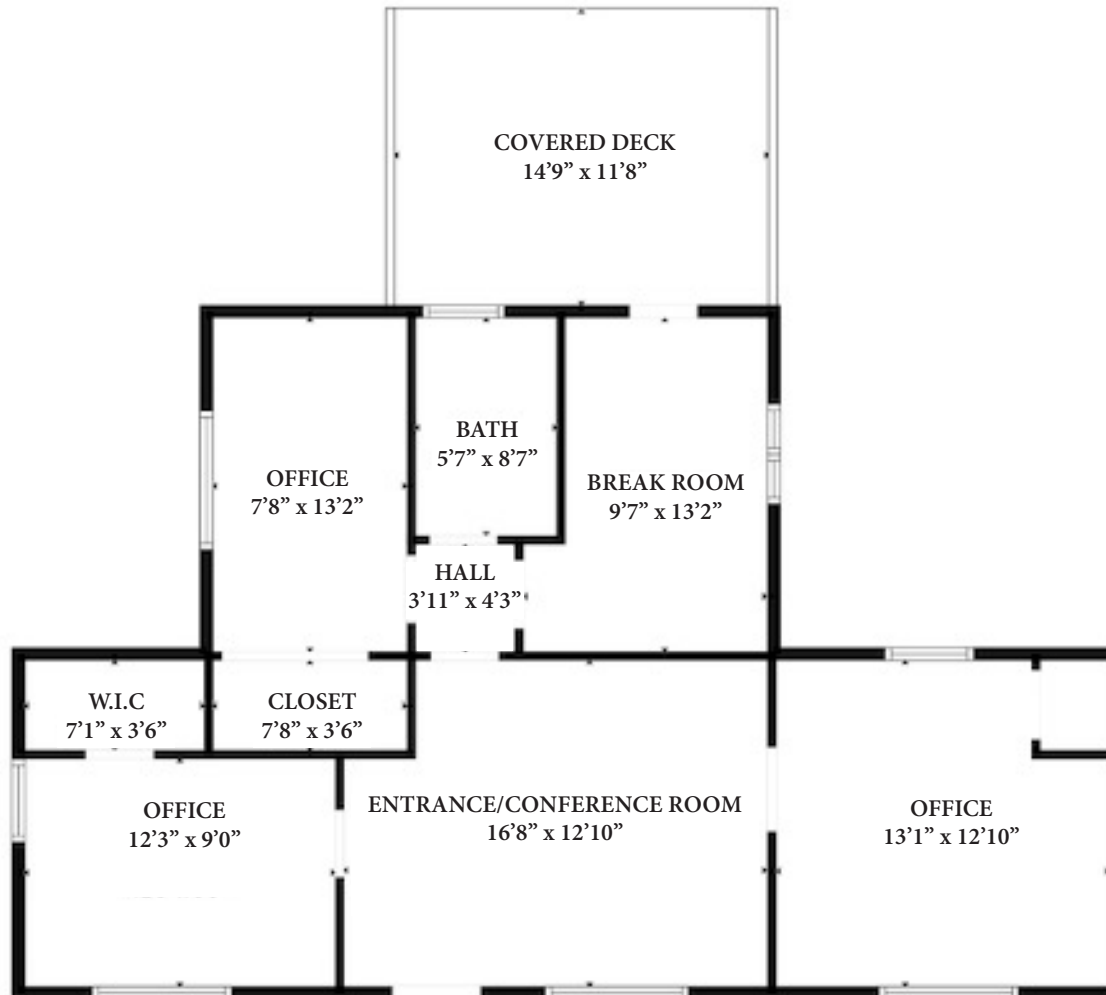 COVERED DECK
14’9” x 11’8”
BATH
5’7” x 8’7”
OFFICE
7’8” x 13’2”
BREAK ROOM
9’7” x 13’2”
HALL
3’11” x 4’3”
W.I.C
7’1” x 3’6”
CLOSET
7’8” x 3’6”
OFFICE
12’3” x 9’0”
ENTRANCE/CONFERENCE ROOM
16’8” x 12’10”
OFFICE
13’1” x 12’10”